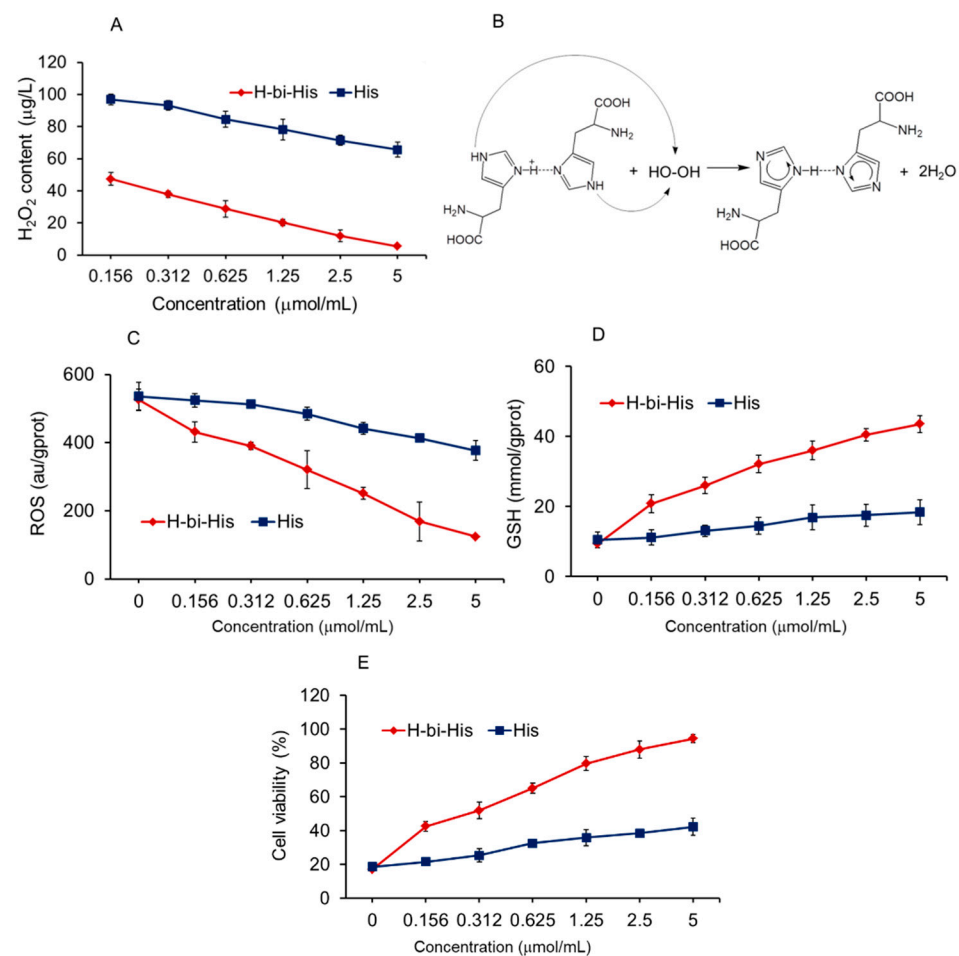 A
H₂O₂ content (µg/L)
120
100
80
60
40
20
0
H-bi-His
His
0.156 0.312 0.625 1.25 2.5 5
Concentration (µmol/mL)
B
COOH
NH₂
HN
N
+
H
N
NH
H₂N
HOOC
+
HO-OH
N
N
H
N
N
COOH
NH₂
H₂N
HOOC
+ 2H₂O
C
ROS (au/gprot)
600
400
200
0
H-bi-His
His
0 0.156 0.312 0.625 1.25 2.5 5
Concentration (µmol/mL)
D
GSH (mmol/gprot)
60
40
20
0
H-bi-His
His
0 0.156 0.312 0.625 1.25 2.5 5
Concentration (µmol/mL)
E
Cell viability (%)
120
100
80
60
40
20
0
H-bi-His
His
0 0.156 0.312 0.625 1.25 2.5 5
Concentration (µmol/mL)